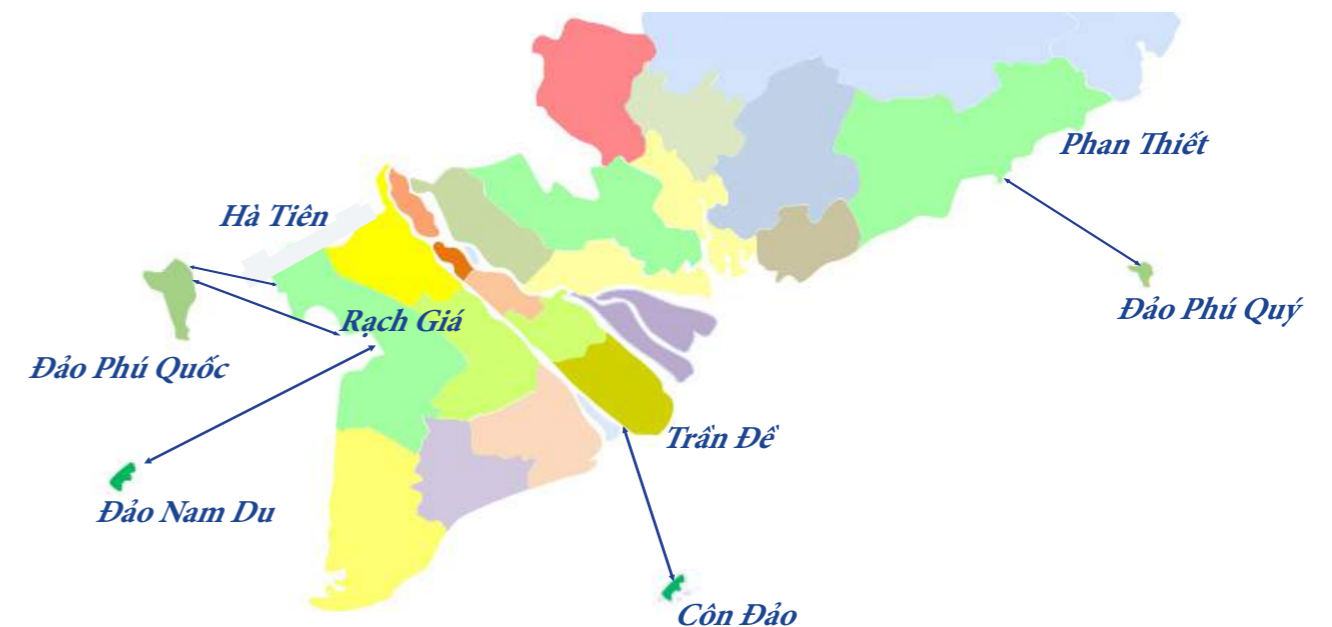 Phan Thiết
Hà Tiên
Đảo Phú Quý
Rạch Giá
Đảo Phú Quốc
Trần Đề
Đảo Nam Du
Côn Đảo